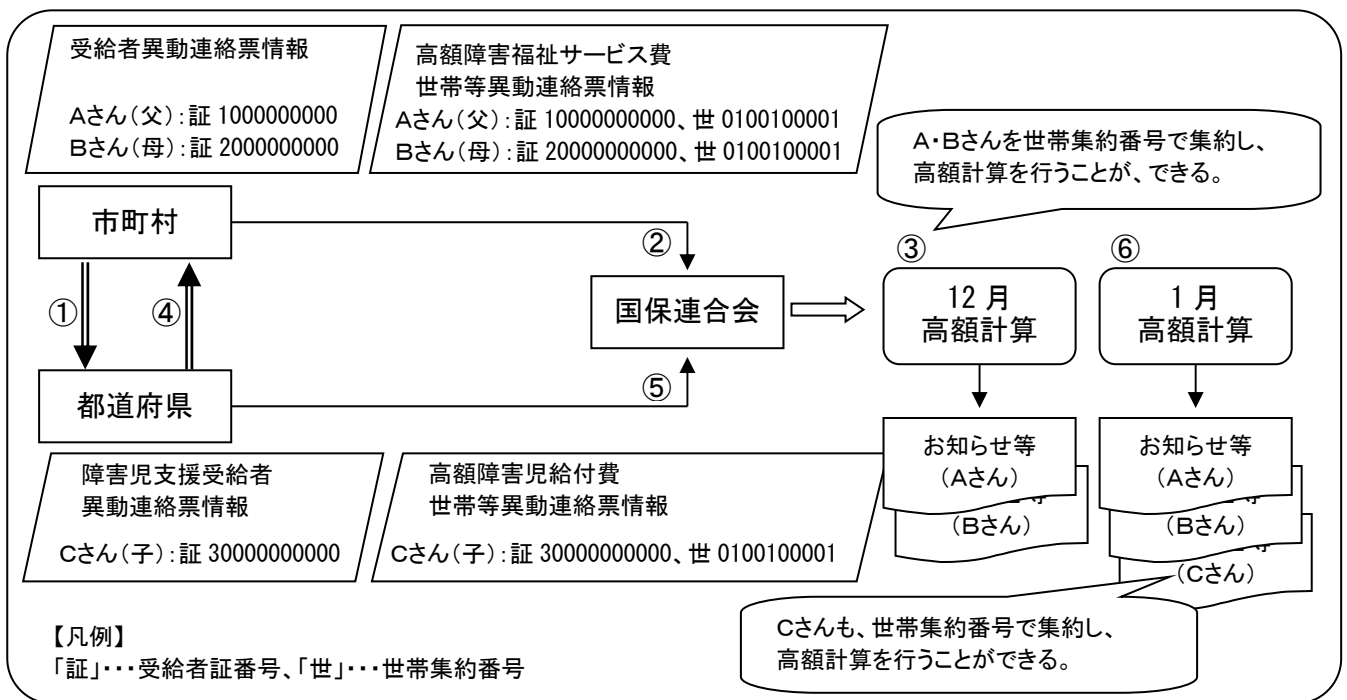 受給者異動連絡票情報
Aさん（父）：証 1000000000
Bさん（母）：証 2000000000
高額障害福祉サービス費
世帯等異動連絡票情報
Aさん（父）：証 10000000000、世 0100100001
Bさん（母）：証 20000000000、世 0100100001
A・Bさんを世帯集約番号で集約し、
高額計算を行うことが、できる。
市町村
①
④
都道府県
②
国保連合会
⑤
③
12 月
高額計算
⑥
1 月
高額計算
お知らせ等
（Aさん）
（Bさん）
お知らせ等
（Aさん）
（Bさん）
（Cさん）
障害児支援受給者
異動連絡票情報
Cさん（子）：証 30000000000
高額障害児給付費
世帯等異動連絡票情報
Cさん（子）：証 30000000000、世 0100100001
Cさんも、世帯集約番号で集約し、
高額計算を行うことができる。
【凡例】
「証」・・・受給者証番号、「世」・・・世帯集約番号